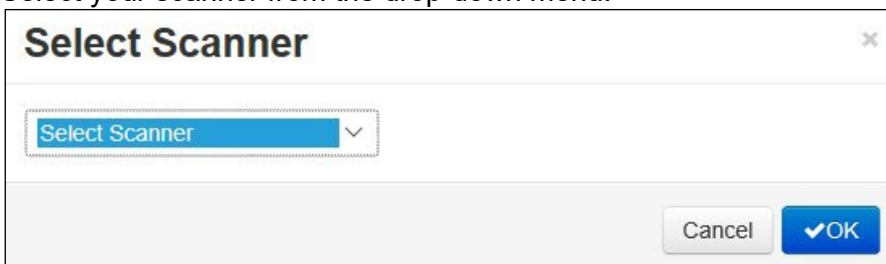 Select your scanner from the drop-down menu.
Select Scanner
×
Select Scanner
Cancel
✔OK